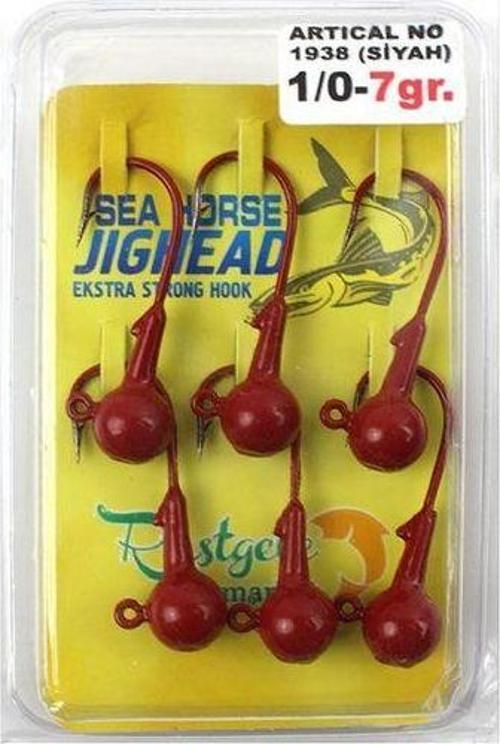 ARTICAL NO
1938 (SİYAH)
1/0-7gr.
SEA HORSE
JIGHEAD
EKSTRA STRONG HOOK